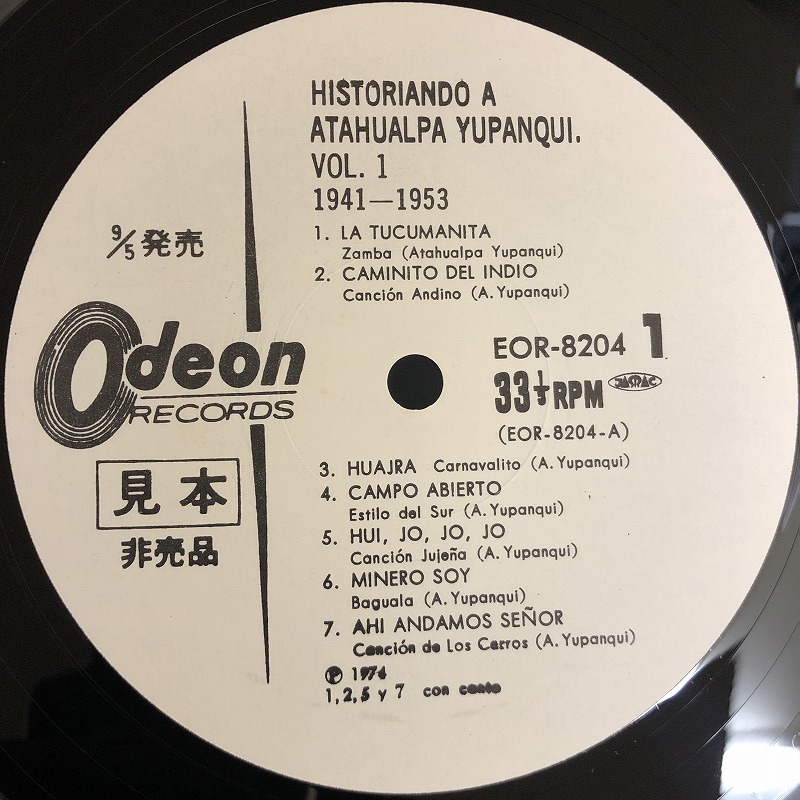 HISTORIANDO A
ATAHUALPA YUPANQUI.
VOL. 1
1941—1953
1. LA TUCUMANITA
Zamba (Atahualpa Yupanqui)
2. CAMINITO DEL INDIO
Canción Andino (A. Yupanqui)
9/5 発売
Odeon
RECORDS
見本
非売品
EOR-8204 1
33⅓ RPM JASRAC
(EOR-8204-A)
3. HUAJRA Carnavalito (A. Yupanqui)
4. CAMPO ABIERTO
Estilo del Sur (A. Yupanqui)
5. HUI, JO, JO, JO
Canción Jujeña (A. Yupanqui)
6. MINERO SOY
Baguala (A. Yupanqui)
7. AHI ANDAMOS SEÑOR
Canción de Los Cerros (A. Yupanqui)
℗ 1974
1, 2, 5 y 7 con canto